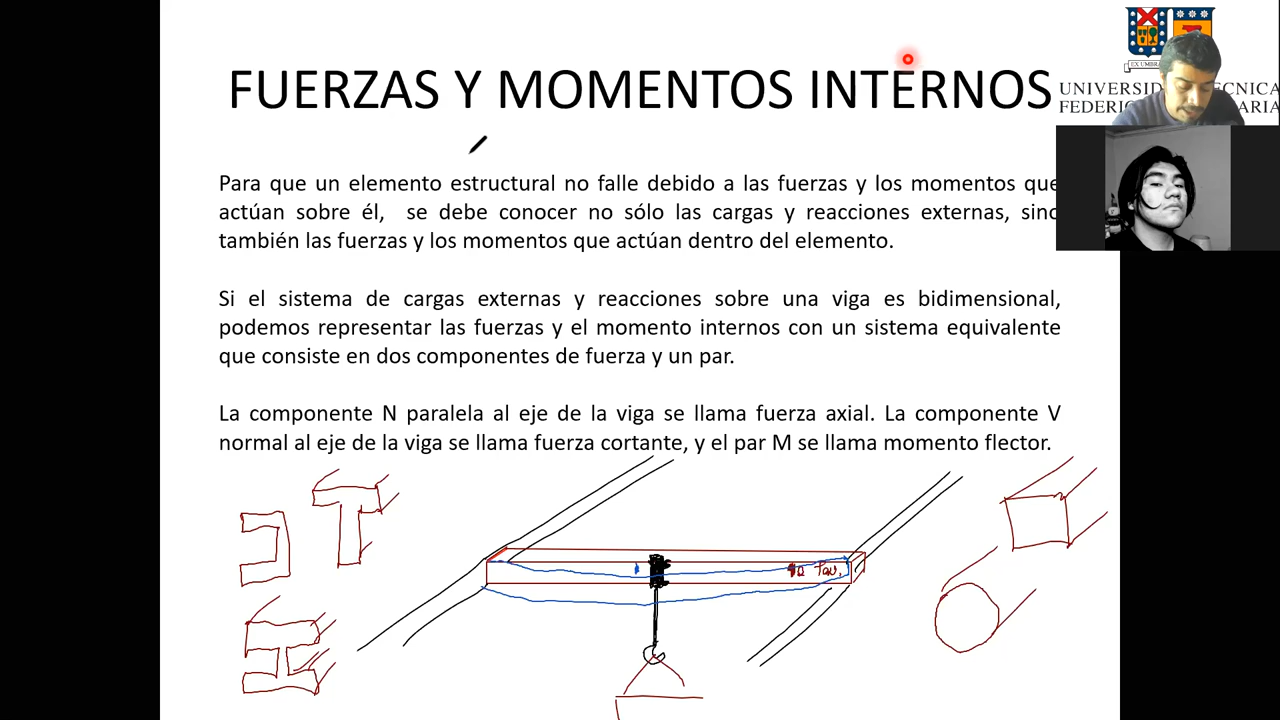 FUERZAS Y MOMENTOS INTERNOS
Para que un elemento estructural no falle debido a las fuerzas y los momentos que
actúan sobre él, se debe conocer no sólo las cargas y reacciones externas, sino
también las fuerzas y los momentos que actúan dentro del elemento.
Si el sistema de cargas externas y reacciones sobre una viga es bidimensional,
podemos representar las fuerzas y el momento internos con un sistema equivalente
que consiste en dos componentes de fuerza y un par.
La componente N paralela al eje de la viga se llama fuerza axial. La componente V
normal al eje de la viga se llama fuerza cortante, y el par M se llama momento flector.